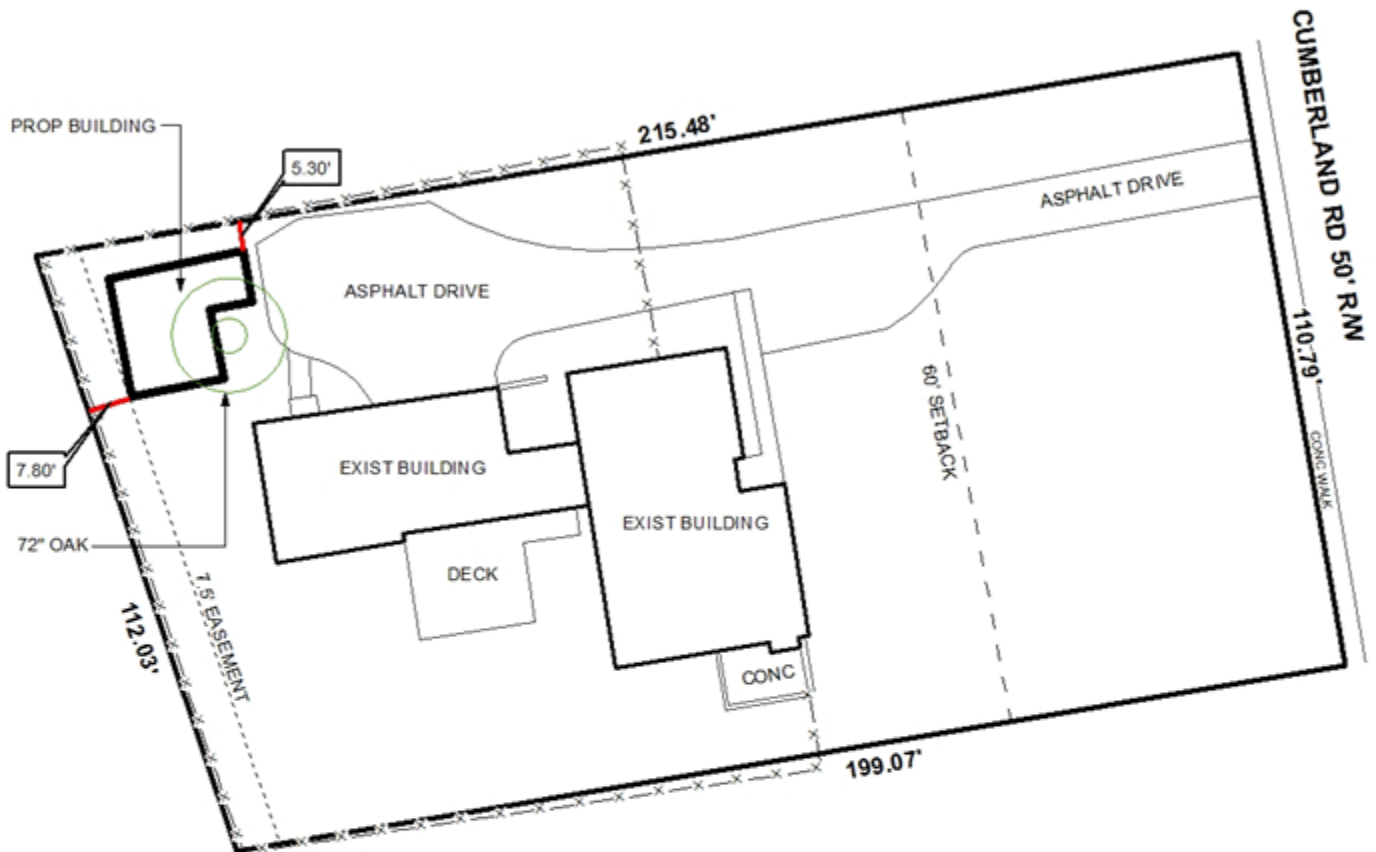 CUMBERLAND RD 50' R/W
215.48'
PROP BUILDING
5.30'
ASPHALT DRIVE
ASPHALT DRIVE
110.79'
60' SETBACK
7.80'
EXIST BUILDING
EXIST BUILDING
CONC WALK
72" OAK
DECK
7.5' EASEMENT
112.03'
CONC
199.07'